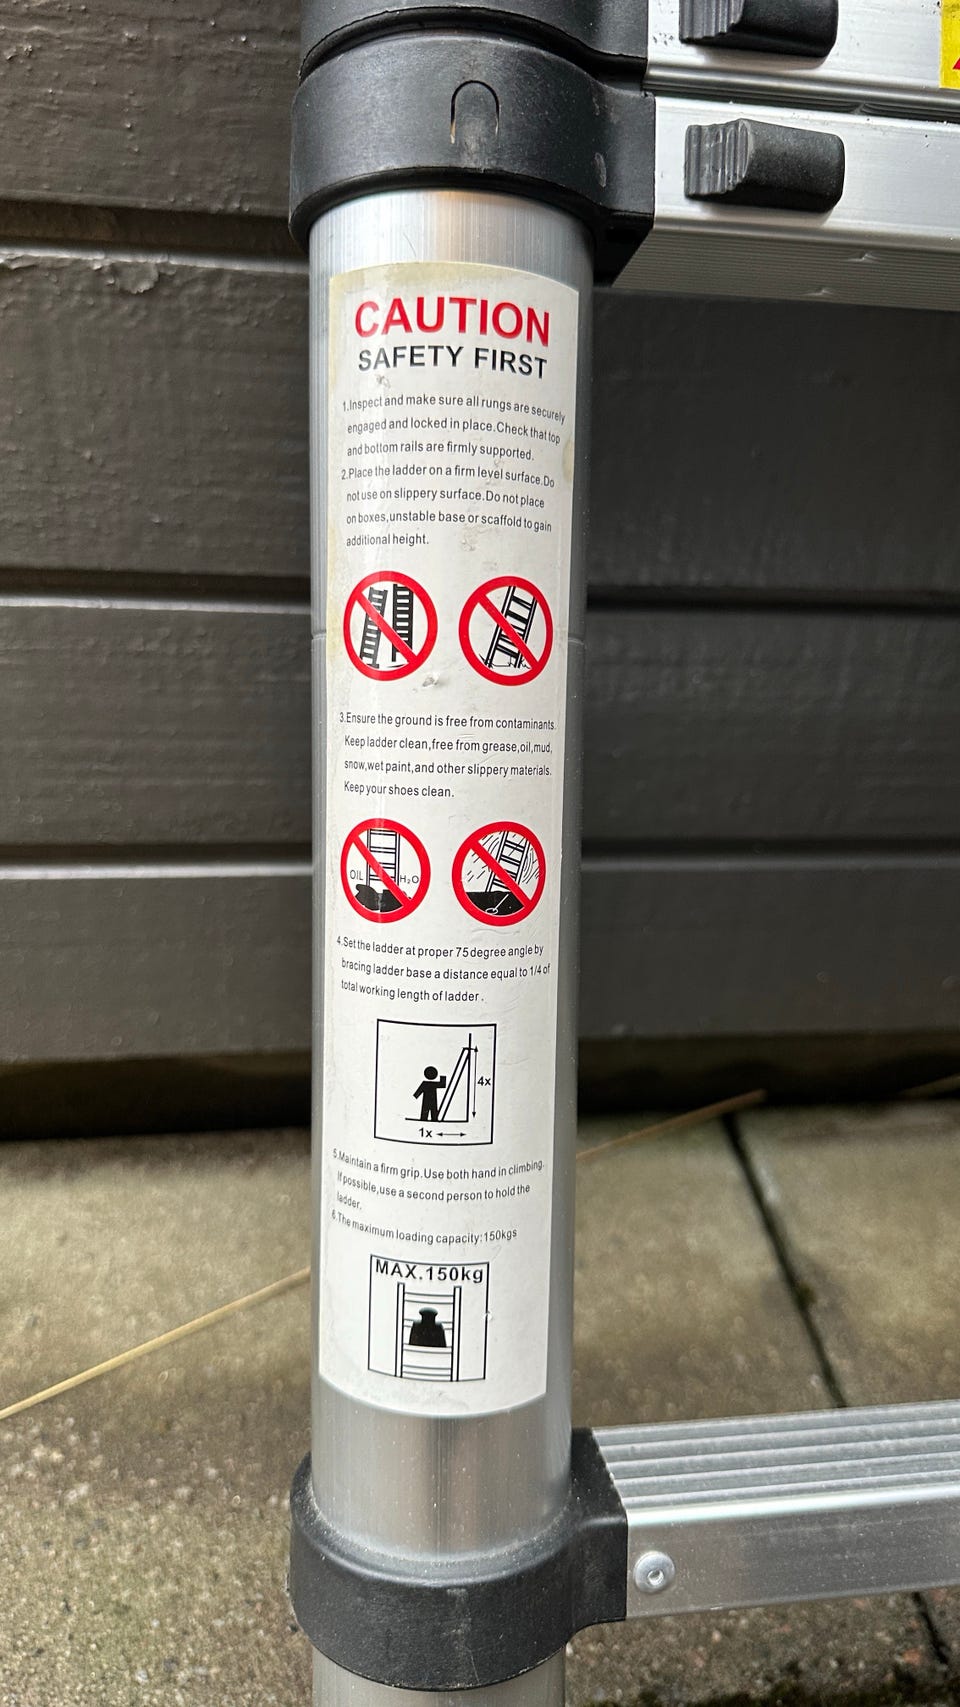 CAUTION
SAFETY FIRST
1.Inspect and make sure all rungs are securely
engaged and locked in place.Check that top
and bottom rails are firmly supported.
2.Place the ladder on a firm level surface.Do
not use on slippery surface.Do not place
on boxes,unstable base or scaffold to gain
additional height.
3.Ensure the ground is free from contaminants.
Keep ladder clean,free from grease,oil,mud,
snow,wet paint,and other slippery materials.
Keep your shoes clean.
OIL H₂O
4.Set the ladder at proper 75 degree angle by
bracing ladder base a distance equal to 1/4 of
total working length of ladder.
4x
1x
5.Maintain a firm grip.Use both hand in climbing.
If possible,use a second person to hold the
ladder.
6.The maximum loading capacity:150kgs
MAX.150kg